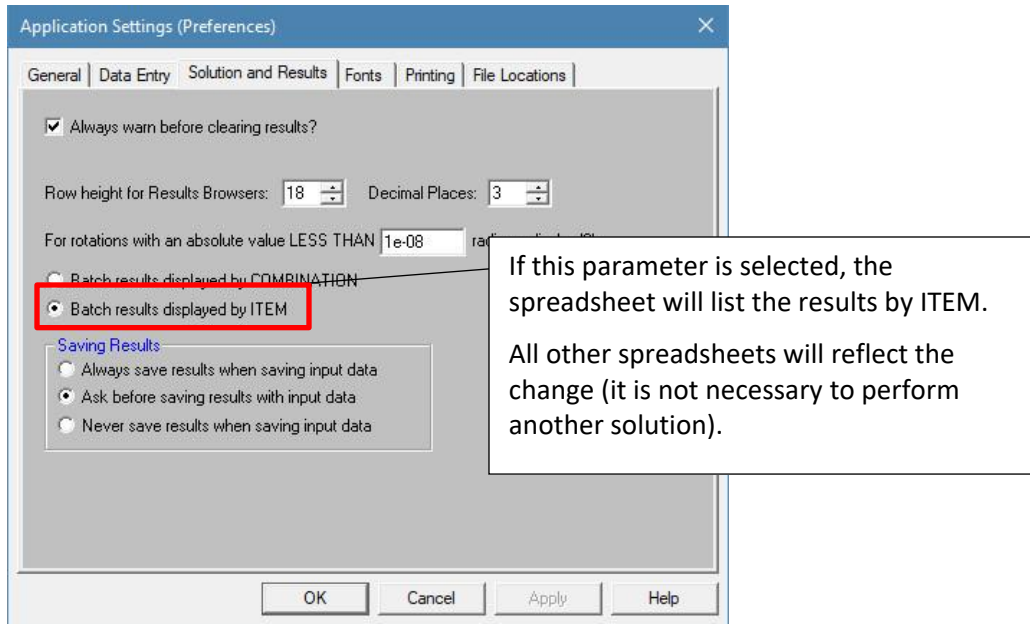 Application Settings (Preferences)
General Data Entry Solution and Results Fonts Printing File Locations
Always warn before clearing results?
Row height for Results Browsers: 18 Decimal Places: 3
For rotations with an absolute value LESS THAN 1e-08
Batch results displayed by COMBINATION
Batch results displayed by ITEM
Saving Results
Always save results when saving input data
Ask before saving results with input data
Never save results when saving input data
If this parameter is selected, the
spreadsheet will list the results by ITEM.
All other spreadsheets will reflect the
change (it is not necessary to perform
another solution).
OK Cancel Apply Help